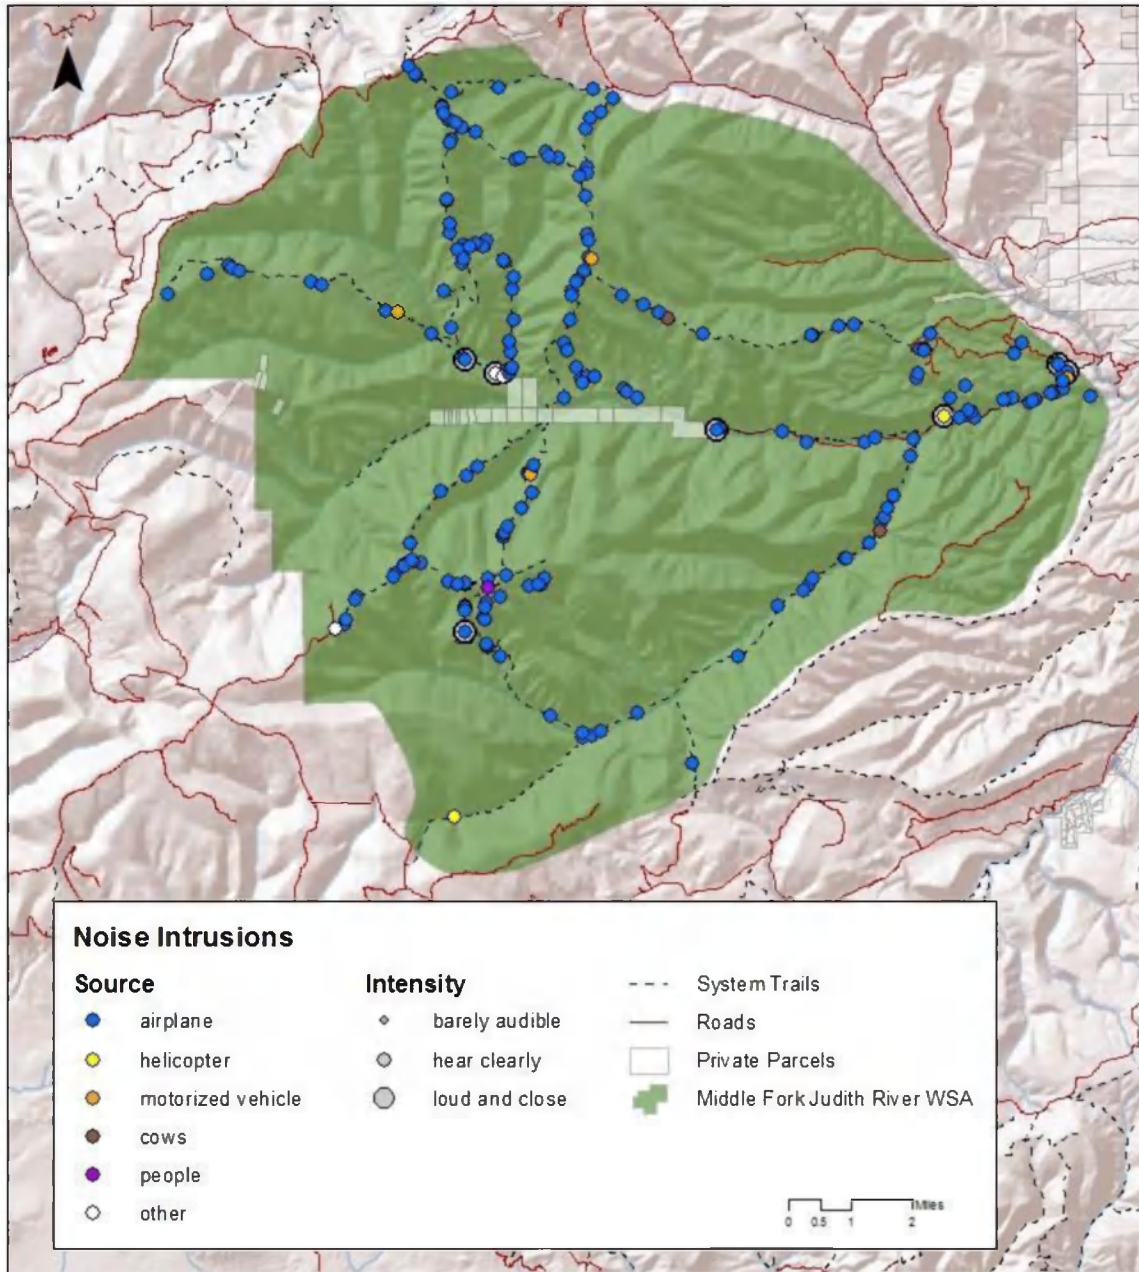 Noise Intrusions
Source
airplane
helicopter
motorized vehicle
cows
people
other
Intensity
barely audible
hear clearly
loud and close
System Trails
Roads
Private Parcels
Middle Fork Judith River WSA
Miles
0 0.5 1 2